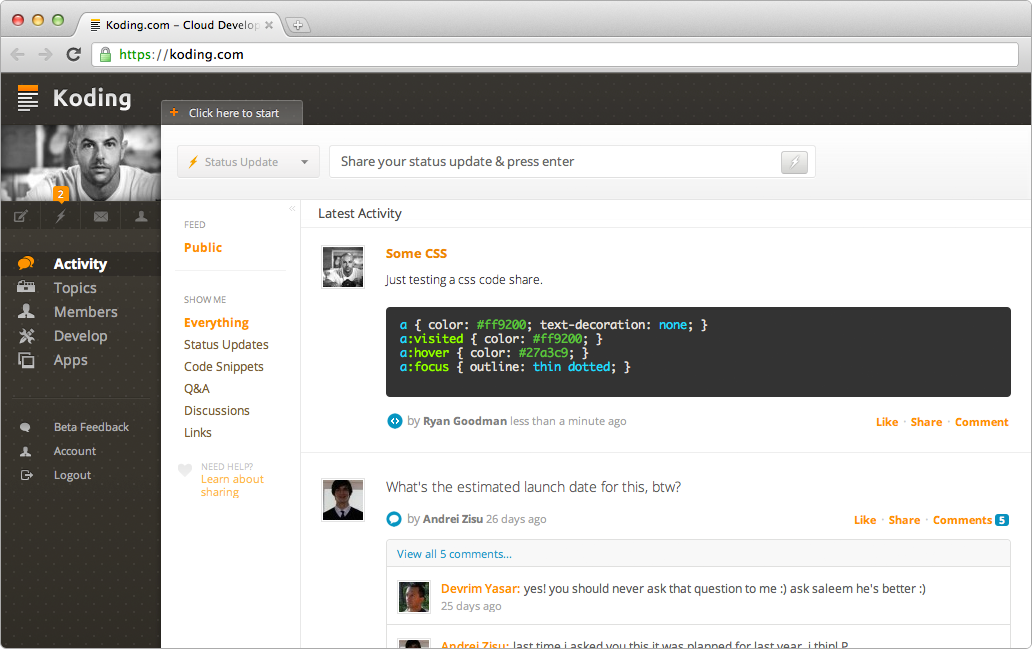 Koding.com – Cloud Develop
https://koding.com
Koding
Click here to start
2
Activity
Topics
Members
Develop
Apps
Beta Feedback
Account
Logout
Status Update
Share your status update & press enter
«
FEED
Public
SHOW ME
Everything
Status Updates
Code Snippets
Q&A
Discussions
Links
NEED HELP?
Learn about
sharing
Latest Activity
Some CSS
Just testing a css code share.
a { color: #ff9200; text-decoration: none; }
a:visited { color: #ff9200; }
a:hover { color: #27a3c9; }
a:focus { outline: thin dotted; }
by Ryan Goodman less than a minute ago
Like · Share · Comment
What's the estimated launch date for this, btw?
by Andrei Zisu 26 days ago
Like · Share · Comments 5
View all 5 comments...
Devrim Yasar: yes! you should never ask that question to me :) ask saleem he's better :)
25 days ago
Andrei Zisu: last time i asked you this it was planned for last year, i